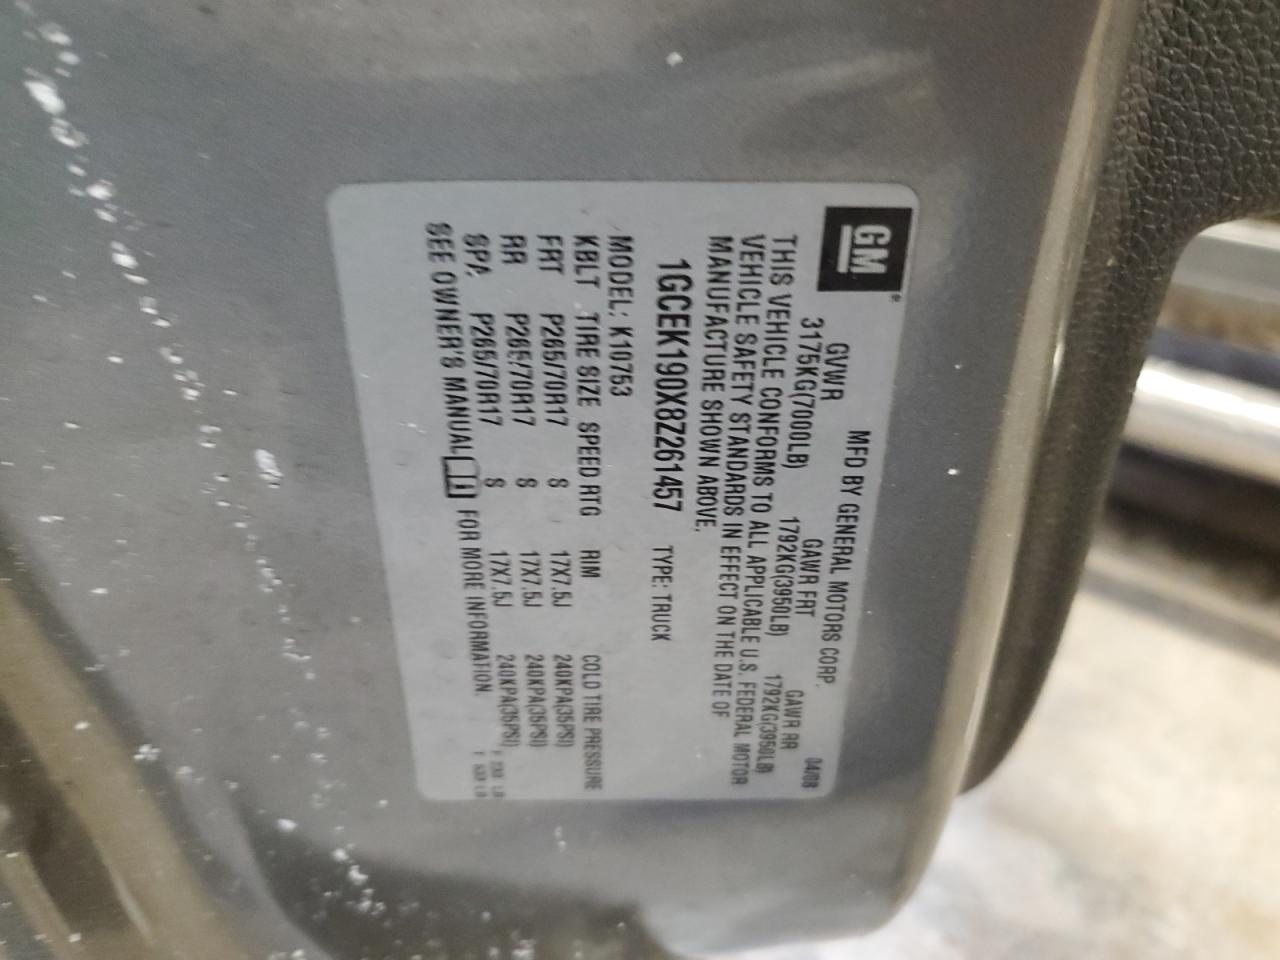 GM®
MFD BY GENERAL MOTORS CORP. 04/08
GVWR GAWR FRT GAWR RR
3175KG(7000LB) 1792KG(3950LB) 1792KG(3950LB)
THIS VEHICLE CONFORMS TO ALL APPLICABLE U.S. FEDERAL MOTOR
VEHICLE SAFETY STANDARDS IN EFFECT ON THE DATE OF
MANUFACTURE SHOWN ABOVE.
1GCEK190X8Z261457 TYPE: TRUCK
MODEL: K10753
KBLT TIRE SIZE SPEED RTG RIM COLD TIRE PRESSURE
FRT P265/70R17 S 17X7.5J 240KPA(35PSI)
RR P265/70R17 S 17X7.5J 240KPA(35PSI)
SPA P265/70R17 S 17X7.5J 240KPA(35PSI)
SEE OWNER'S MANUAL FOR MORE INFORMATION.